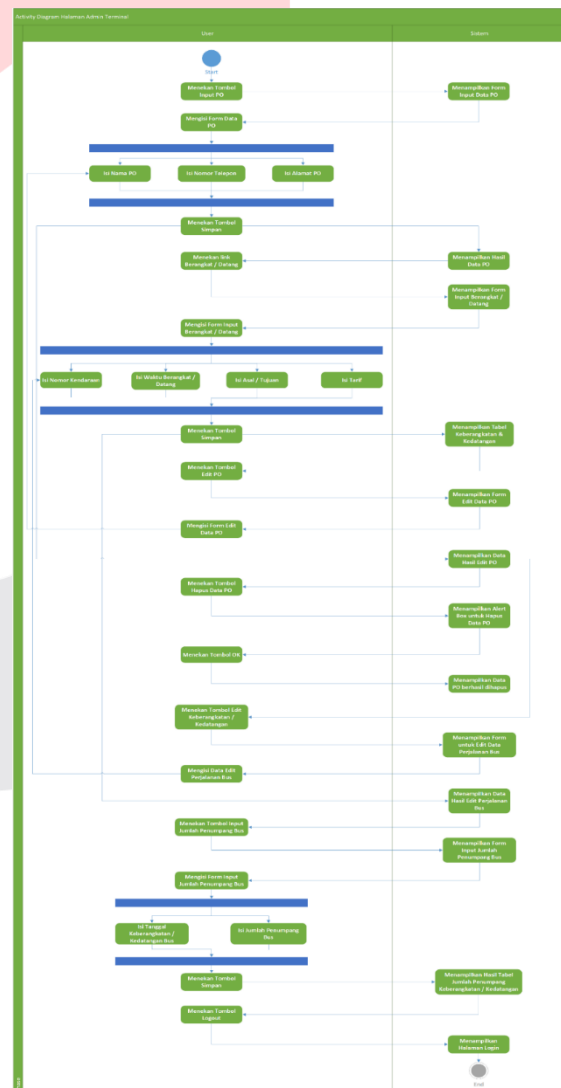 Activity Diagram Halaman Admin Terminal
User
Sistem
Start
Menekan Tombol
Input PO
Menampilkan Form
Input Data PO
Mengisi Form Data
PO
Isi Nama PO
Isi Nomor Telepon
Isi Alamat PO
Menekan Tombol
Simpan
Menekan link
Berangkat / Datang
Menampilkan Hasil
Data PO
Menampilkan Form
Input Berangkat /
Datang
Mengisi Form Input
Berangkat / Datang
Isi Nomor Kendaraan
Isi Waktu Berangkat /
Datang
Isi Asal / Tujuan
Isi Tarif
Menekan Tombol
Simpan
Menampilkan Tabel
Keberangkatan &
Kedatangan
Menekan Tombol
Edit PO
Menampilkan Form
Edit Data PO
Mengisi Form Edit
Data PO
Menampilkan Data
Hasil Edit PO
Menekan Tombol
Hapus Data PO
Menampilkan Alert
Box untuk Hapus
Data PO
Menekan Tombol OK
Menampilkan Data
PO berhasil dihapus
Menekan Tombol Edit
Keberangkatan /
Kedatangan
Menampilkan Form
untuk Edit Data
Perjalanan Bus
Mengisi Data Edit
Perjalanan Bus
Menampilkan Data
Hasil Edit Perjalanan
Bus
Menekan Tombol Input
Jumlah Penumpang Bus
Menampilkan Form
Input Jumlah
Penumpang Bus
Mengisi Form Input
Jumlah Penumpang Bus
Isi Tanggal
Keberangkatan /
Kedatangan Bus
Isi Jumlah Penumpang
Bus
Menekan Tombol
Simpan
Menampilkan Hasil Tabel
Jumlah Penumpang
Keberangkatan / Kedatangan
Menekan Tombol
Logout
Menampilkan
Halaman Login
End